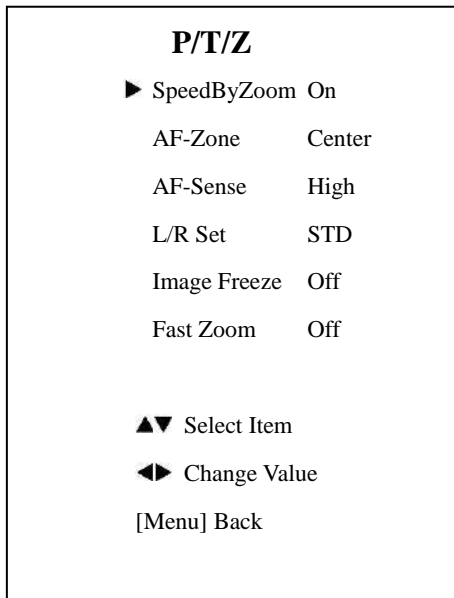 P/T/Z
▶ SpeedByZoom On
AF-Zone Center
AF-Sense High
L/R Set STD
Image Freeze Off
Fast Zoom Off
▲▼ Select Item
◀▶ Change Value
[Menu] Back